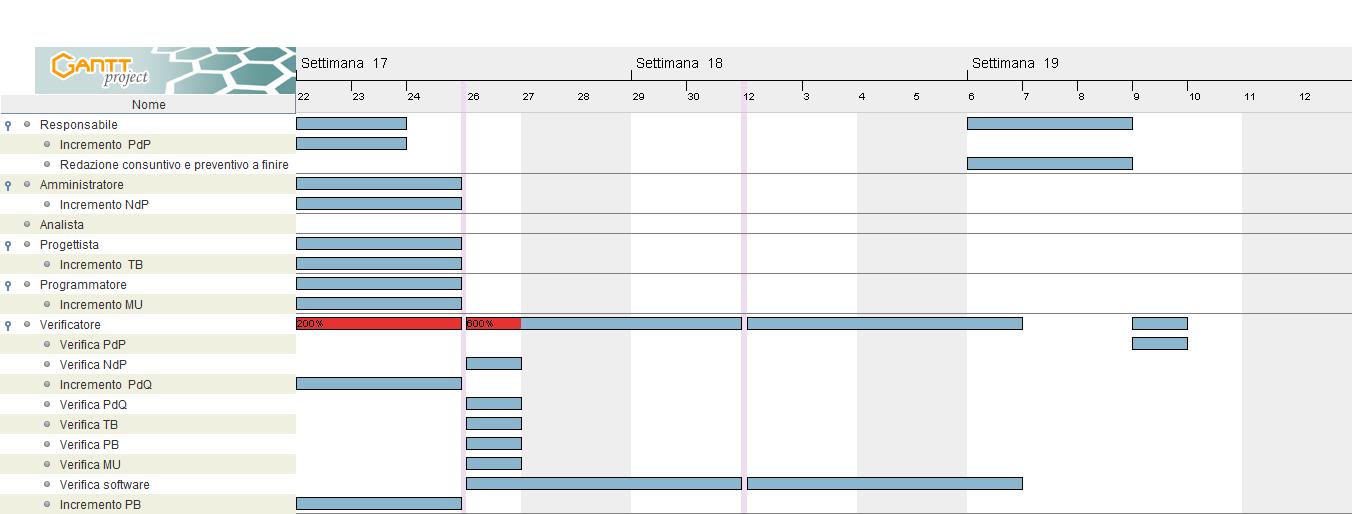 GANTT
project
Settimana 17 Settimana 18 Settimana 19
22 23 24 26 27 28 29 30 12 3 4 5 6 7 8 9 10 11 12
Nome
Responsabile
Incremento PdP
Redazione consuntivo e preventivo a finire
Amministratore
Incremento NdP
Analista
Progettista
Incremento TB
Programmatore
Incremento MU
Verificatore 200% 600%
Verifica PdP
Verifica NdP
Incremento PdQ
Verifica PdQ
Verifica TB
Verifica PB
Verifica MU
Verifica software
Incremento PB